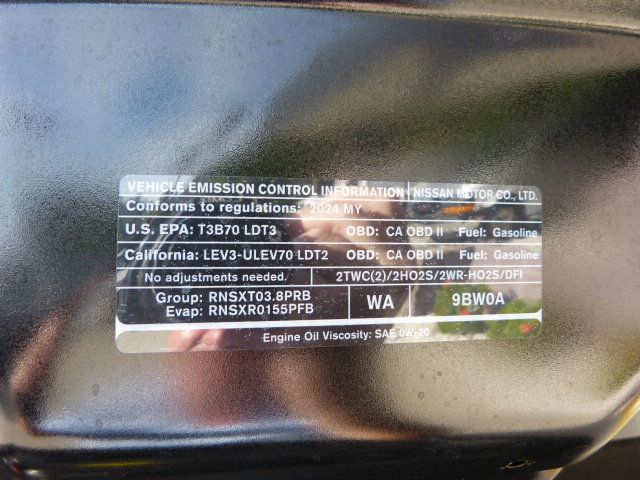 VEHICLE EMISSION CONTROL INFORMATION NISSAN MOTOR CO., LTD.
Conforms to regulations: 2024 MY
U.S. EPA: T3B70 LDT3 OBD: CA OBD II Fuel: Gasoline
California: LEV3-ULEV70 LDT2 OBD: CA OBD II Fuel: Gasoline
No adjustments needed. 2TWC(2)/2HO2S/2WR-HO2S/DFI
Group: RNSXT03.8PRB WA 9BW0A
Evap: RNSXR0155PFB
Engine Oil Viscosity: SAE 0W-20